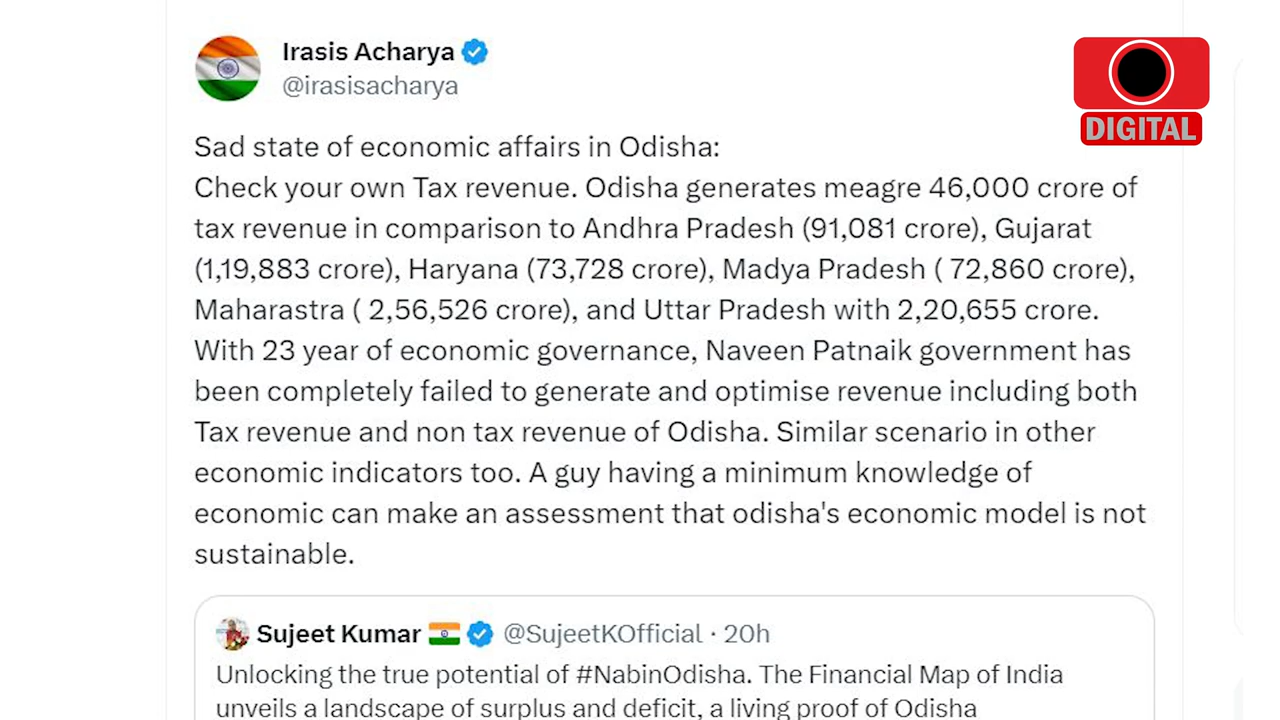 Irasis Acharya
@irasisacharya
DIGITAL
Sad state of economic affairs in Odisha:
Check your own Tax revenue. Odisha generates meagre 46,000 crore of
tax revenue in comparison to Andhra Pradesh (91,081 crore), Gujarat
(1,19,883 crore), Haryana (73,728 crore), Madya Pradesh ( 72,860 crore),
Maharastra ( 2,56,526 crore), and Uttar Pradesh with 2,20,655 crore.
With 23 year of economic governance, Naveen Patnaik government has
been completely failed to generate and optimise revenue including both
Tax revenue and non tax revenue of Odisha. Similar scenario in other
economic indicators too. A guy having a minimum knowledge of
economic can make an assessment that odisha's economic model is not
sustainable.
Sujeet Kumar @SujeetKOfficial · 20h
Unlocking the true potential of #NabinOdisha. The Financial Map of India
unveils a landscape of surplus and deficit, a living proof of Odisha